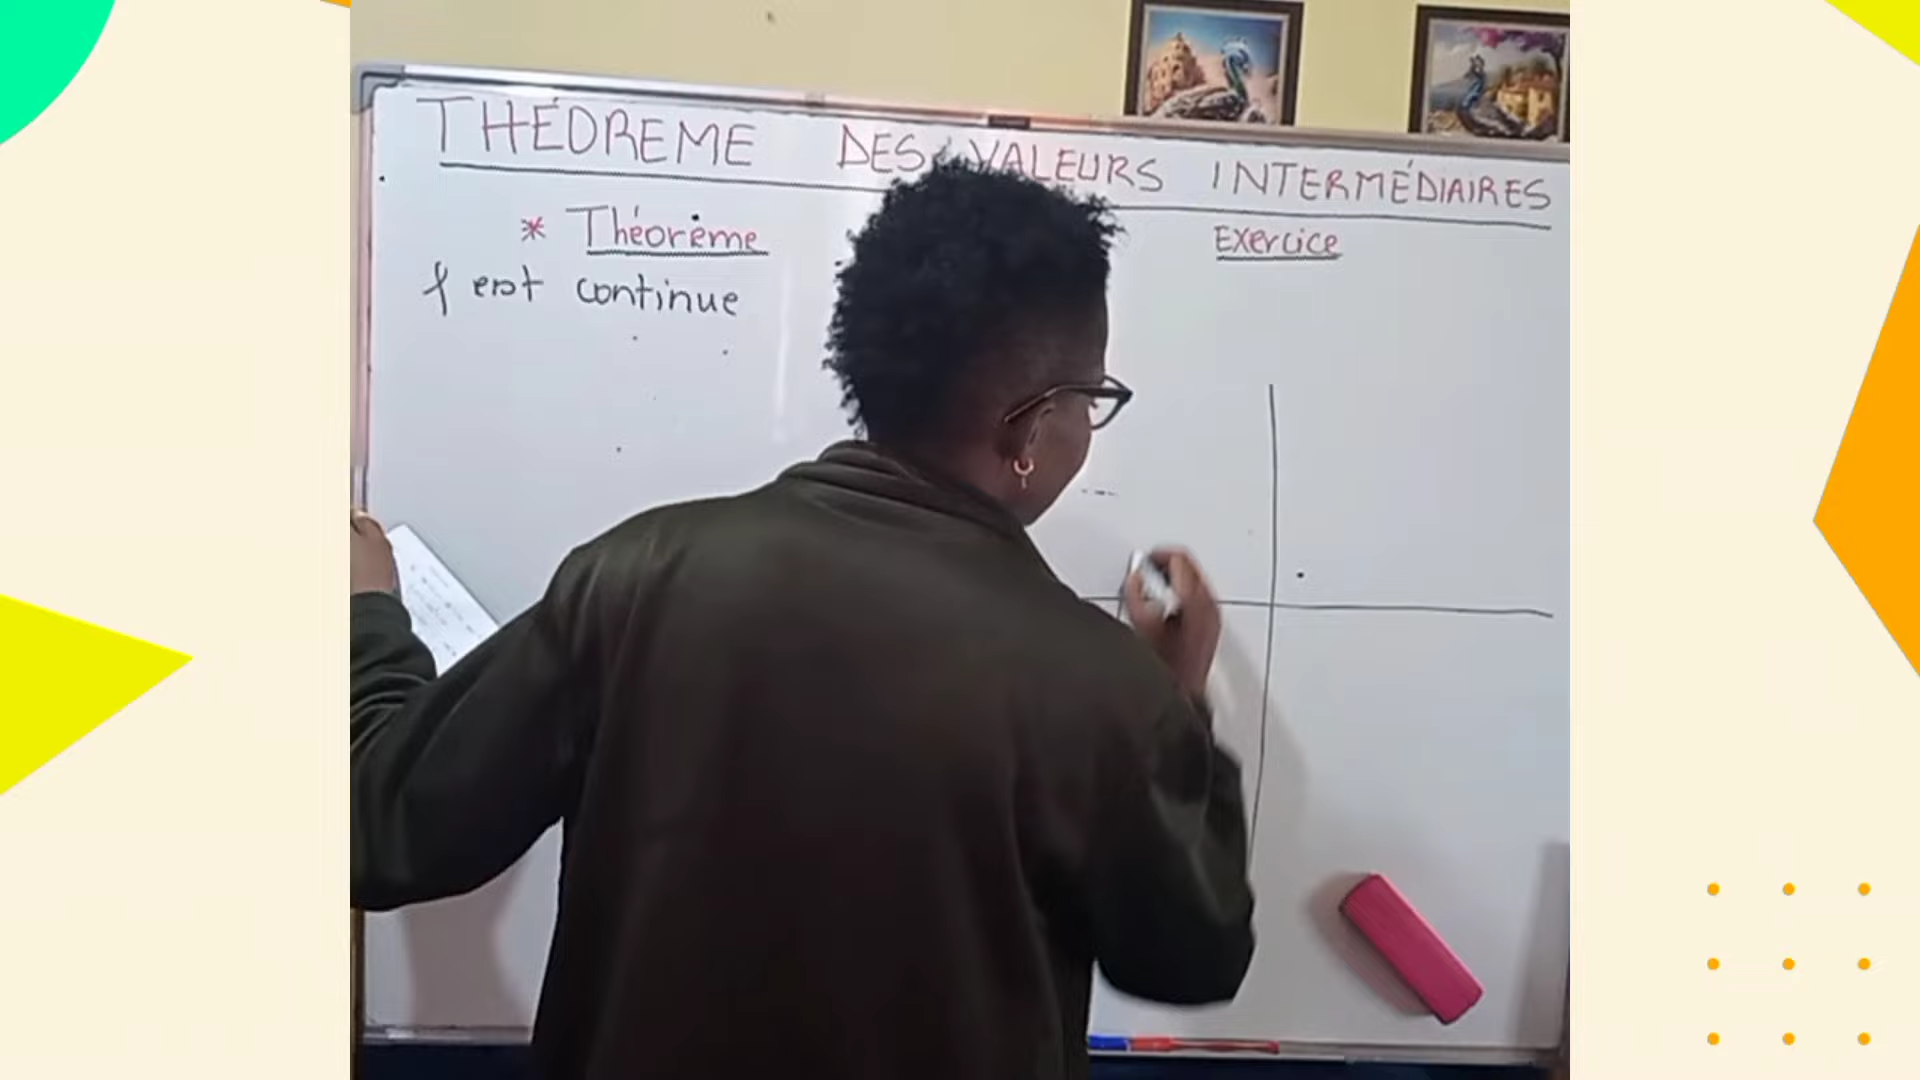 THÉOREME DES VALEURS INTERMÉDIAIRES
* Théorème
f est continue
Exercice